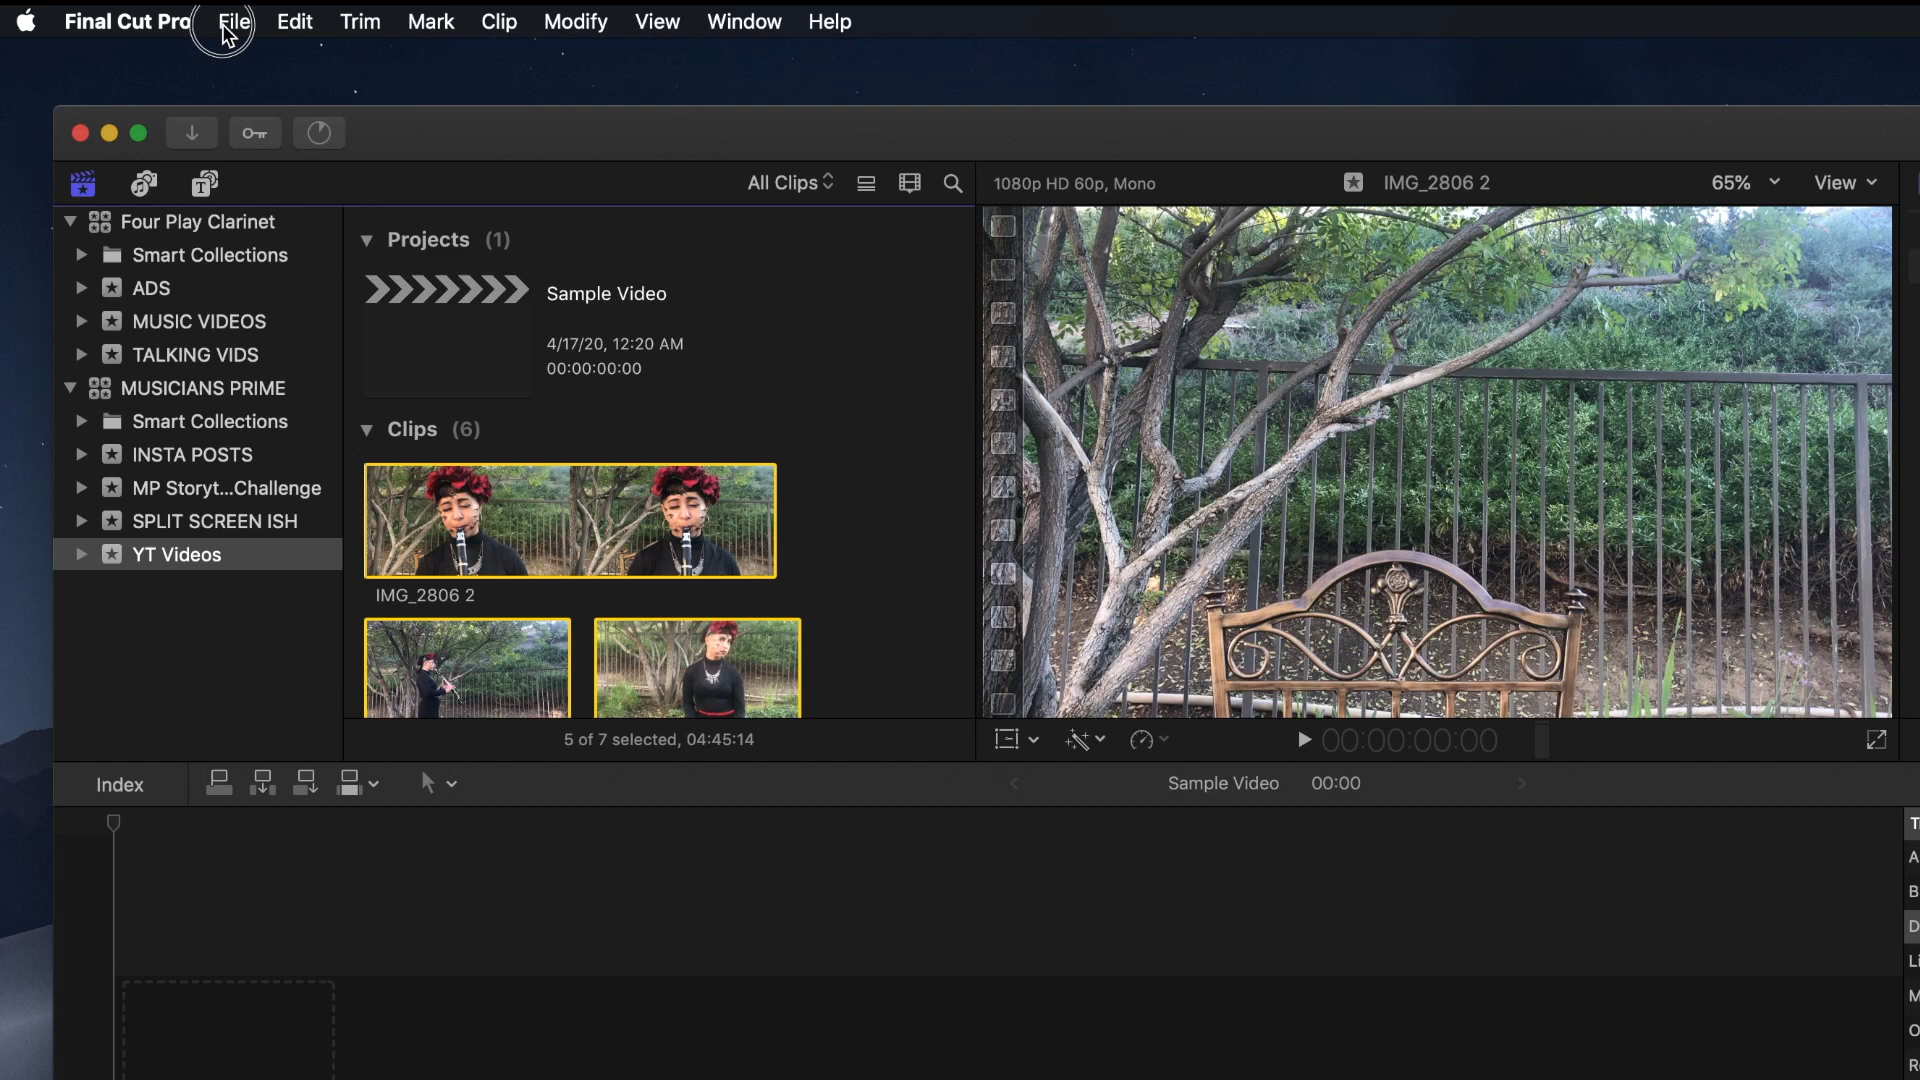 Final Cut Pro File Edit Trim Mark Clip Modify View Window Help
All Clips
1080p HD 60p, Mono
IMG_2806 2
65%
View
Four Play Clarinet
Smart Collections
ADS
MUSIC VIDEOS
TALKING VIDS
MUSICIANS PRIME
Smart Collections
INSTA POSTS
MP Storyt...Challenge
SPLIT SCREEN ISH
YT Videos
Projects (1)
Sample Video
4/17/20, 12:20 AM
00:00:00:00
Clips (6)
IMG_2806 2
5 of 7 selected, 04:45:14
00:00:00:00
Index
Sample Video 00:00